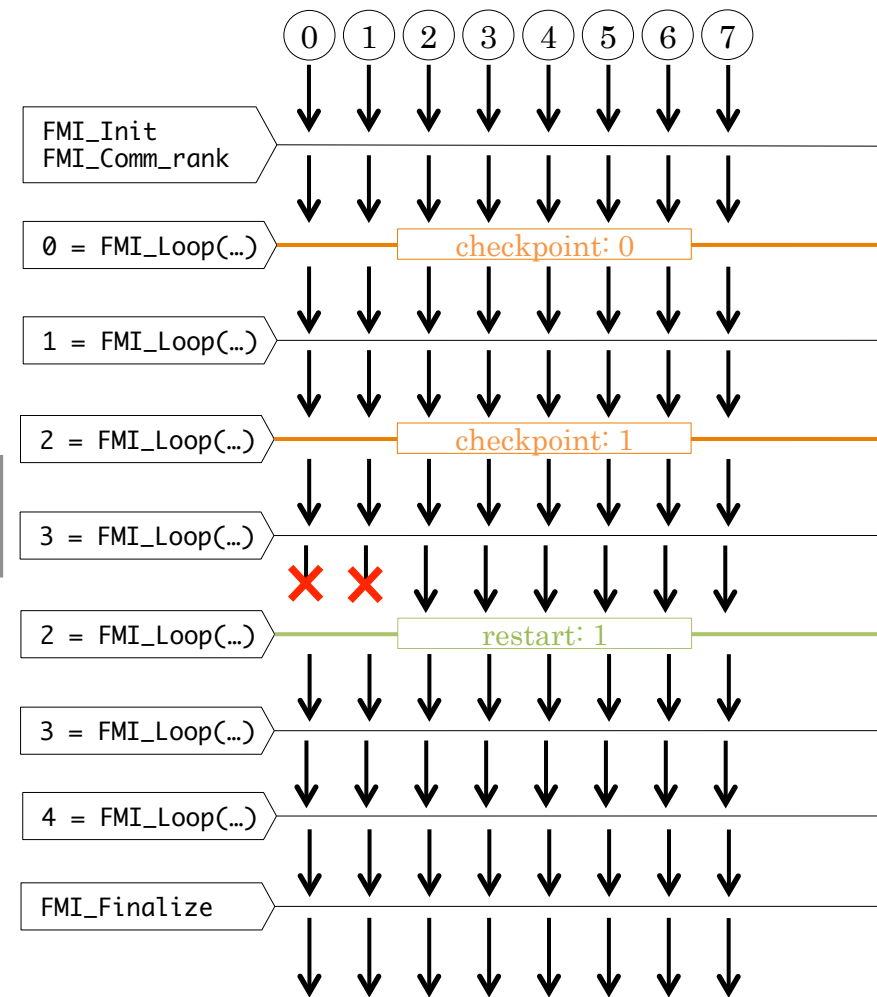 0 1 2 3 4 5 6 7
FMI_Init
FMI_Comm_rank
0 = FMI_Loop(…)
checkpoint: 0
1 = FMI_Loop(…)
2 = FMI_Loop(…)
checkpoint: 1
3 = FMI_Loop(…)
2 = FMI_Loop(…)
restart: 1
3 = FMI_Loop(…)
4 = FMI_Loop(…)
FMI_Finalize